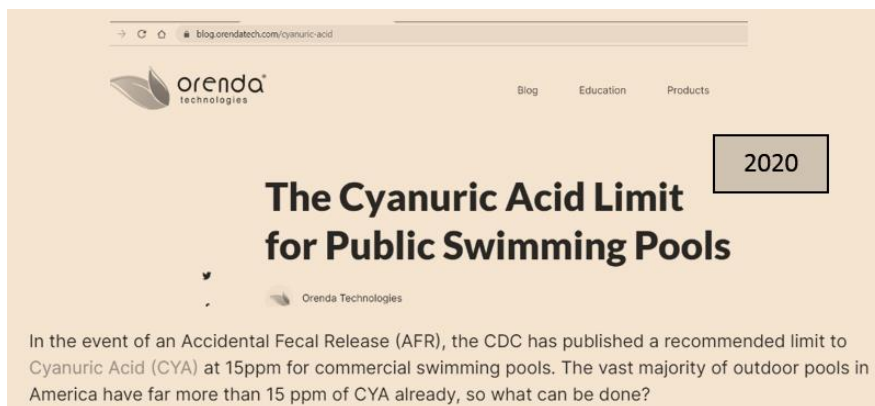 blog.orendatech.com/cyanuric-acid
orenda
technologies
Blog Education Products
2020
The Cyanuric Acid Limit
for Public Swimming Pools
Orenda Technologies
In the event of an Accidental Fecal Release (AFR), the CDC has published a recommended limit to
Cyanuric Acid (CYA) at 15ppm for commercial swimming pools. The vast majority of outdoor pools in
America have far more than 15 ppm of CYA already, so what can be done?